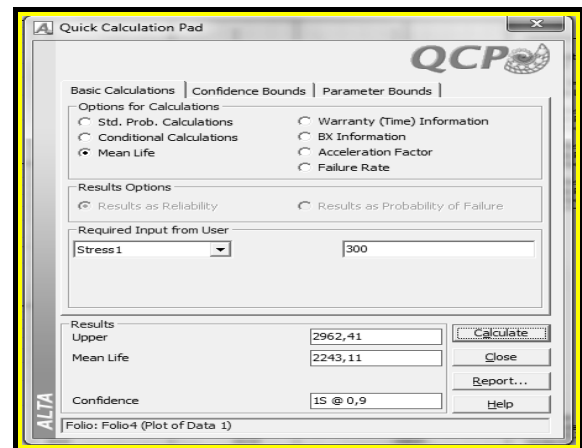 Quick Calculation Pad
QCP
Basic Calculations Confidence Bounds Parameter Bounds
Options for Calculations
Std. Prob. Calculations Warranty (Time) Information
Conditional Calculations BX Information
Mean Life Acceleration Factor
Failure Rate
Results Options
Results as Reliability Results as Probability of Failure
Required Input from User
Stress1 300
Results
Upper 2962,41 Calculate
Mean Life 2243,11 Close
Report...
Confidence 1S @ 0,9 Help
ALTA
Folio: Folio4 (Plot of Data 1)